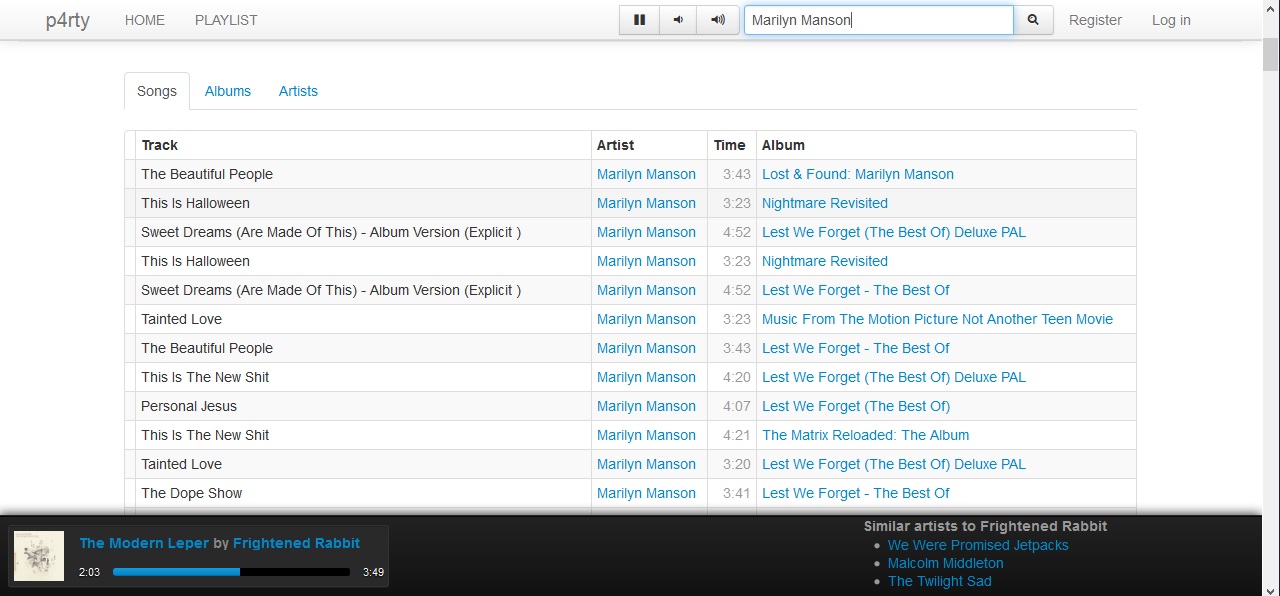 p4rty HOME PLAYLIST Marilyn Manson Register Log in
Songs Albums Artists
Track Artist Time Album
The Beautiful People Marilyn Manson 3:43 Lost & Found: Marilyn Manson
This Is Halloween Marilyn Manson 3:23 Nightmare Revisited
Sweet Dreams (Are Made Of This) - Album Version (Explicit ) Marilyn Manson 4:52 Lest We Forget (The Best Of) Deluxe PAL
This Is Halloween Marilyn Manson 3:23 Nightmare Revisited
Sweet Dreams (Are Made Of This) - Album Version (Explicit ) Marilyn Manson 4:52 Lest We Forget - The Best Of
Tainted Love Marilyn Manson 3:23 Music From The Motion Picture Not Another Teen Movie
The Beautiful People Marilyn Manson 3:43 Lest We Forget - The Best Of
This Is The New Shit Marilyn Manson 4:20 Lest We Forget (The Best Of) Deluxe PAL
Personal Jesus Marilyn Manson 4:07 Lest We Forget (The Best Of)
This Is The New Shit Marilyn Manson 4:21 The Matrix Reloaded: The Album
Tainted Love Marilyn Manson 3:20 Lest We Forget (The Best Of) Deluxe PAL
The Dope Show Marilyn Manson 3:41 Lest We Forget - The Best Of
The Modern Leper by Frightened Rabbit
2:03 3:49
Similar artists to Frightened Rabbit
We Were Promised Jetpacks
Malcolm Middleton
The Twilight Sad